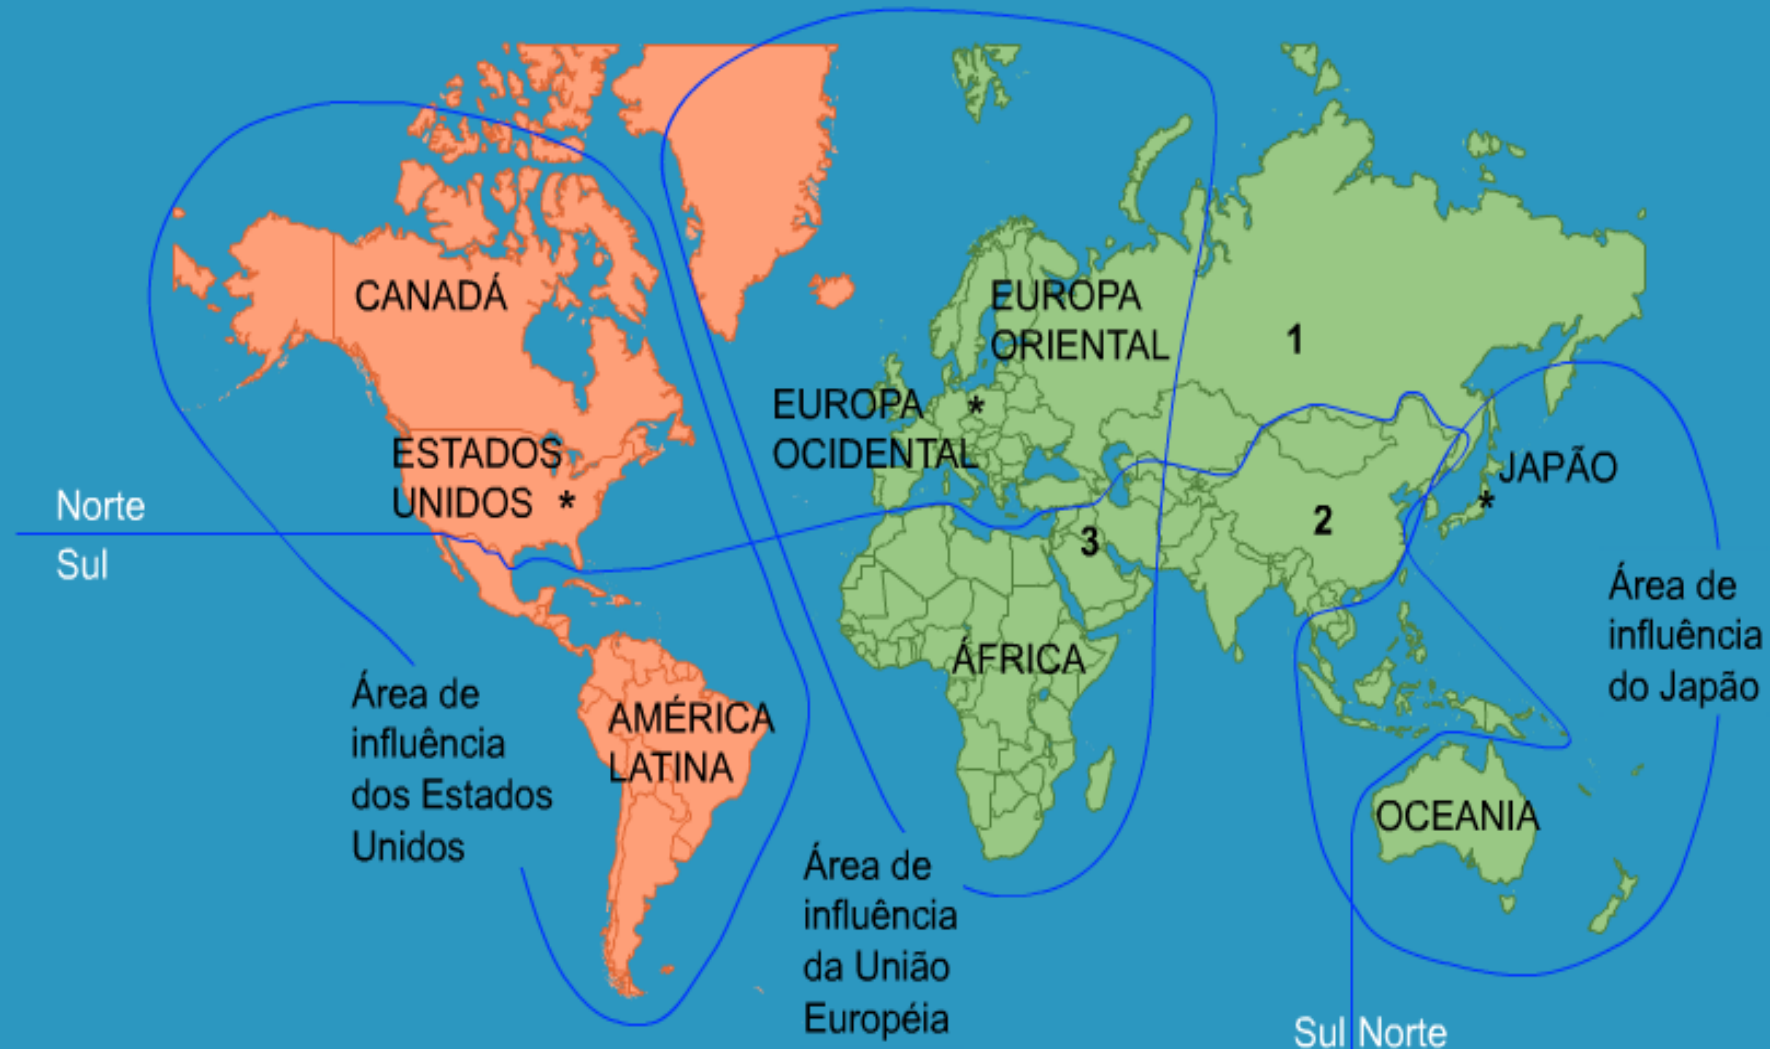 CANADÁ
ESTADOS
UNIDOS *
Norte
Sul
Área de
influência
dos Estados
Unidos
AMÉRICA
LATINA
EUROPA
ORIENTAL
EUROPA *
OCIDENTAL
1
2
3
ÁFRICA
Área de
influência
da União
Européia
JAPÃO
*
Área de
influência
do Japão
OCEANIA
Sul Norte